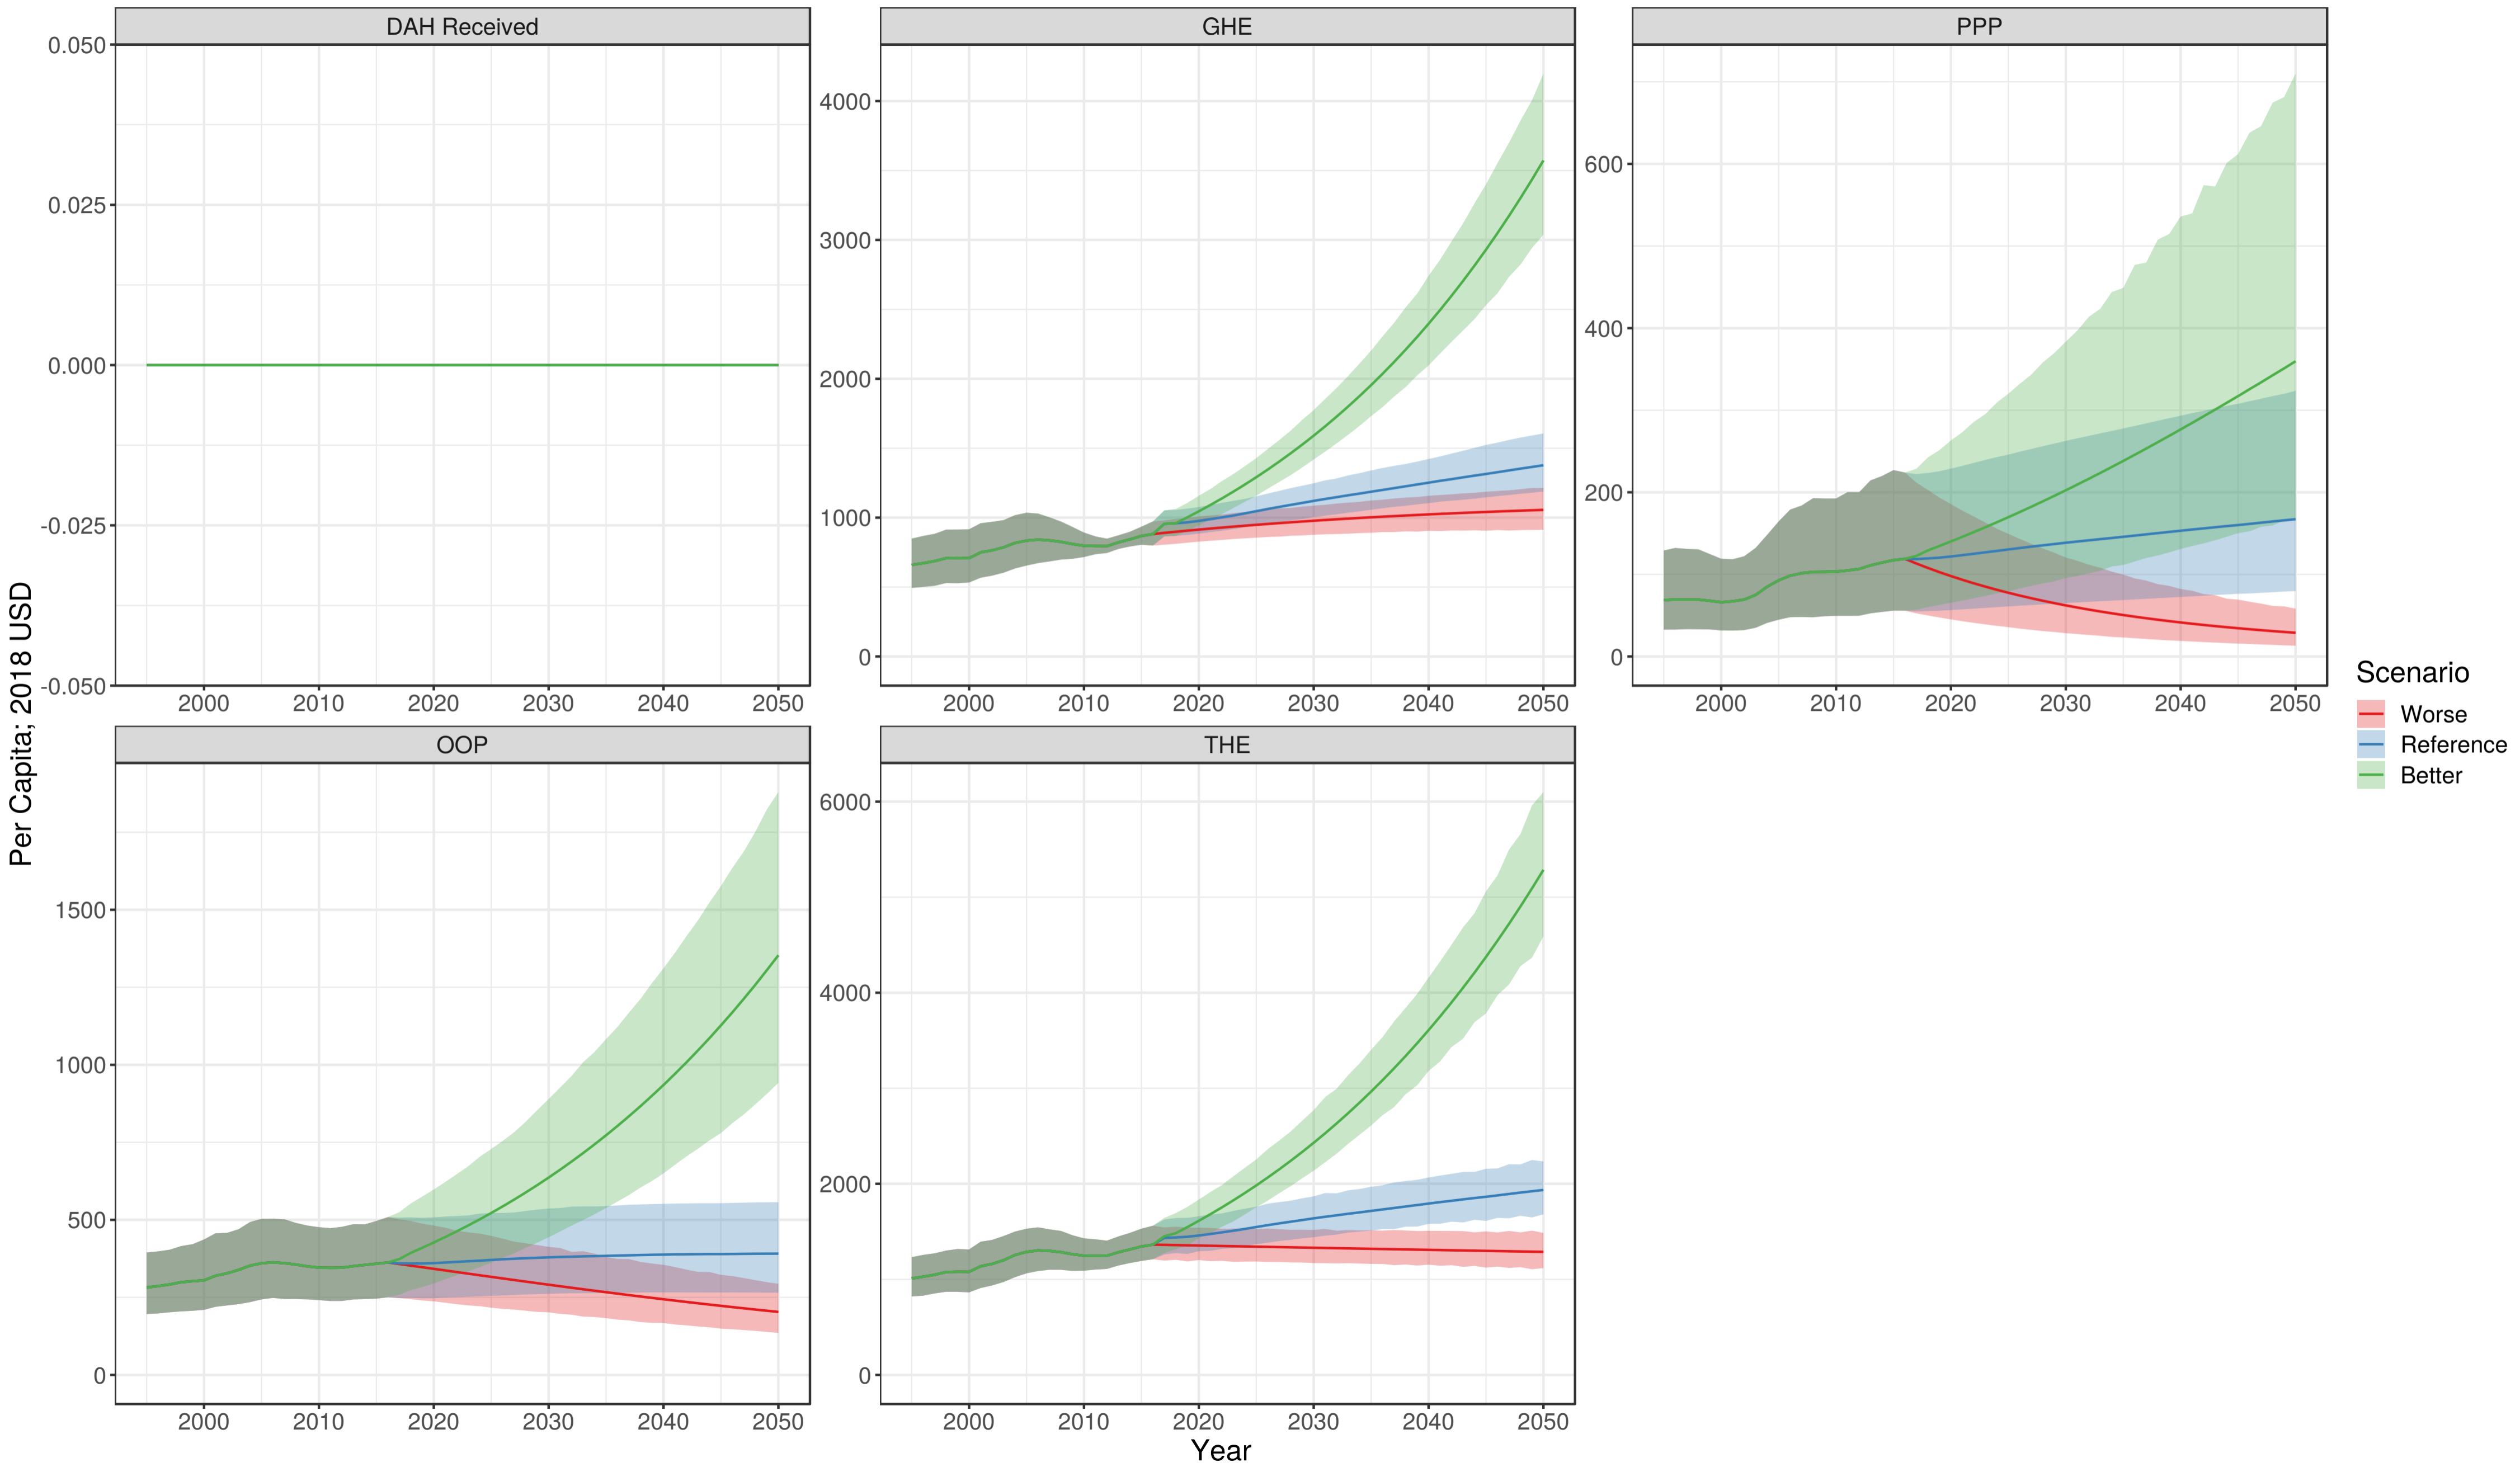 DAH Received
GHE
PPP
0.050
0.025
0.000
-0.025
-0.050
2000 2010 2020 2030 2040 2050
4000
3000
2000
1000
0
2000 2010 2020 2030 2040 2050
600
400
200
0
2000 2010 2020 2030 2040 2050
Per Capita; 2018 USD
OOP
THE
1500
1000
500
0
2000 2010 2020 2030 2040 2050
6000
4000
2000
0
2000 2010 2020 2030 2040 2050
Year
Scenario
Worse
Reference
Better